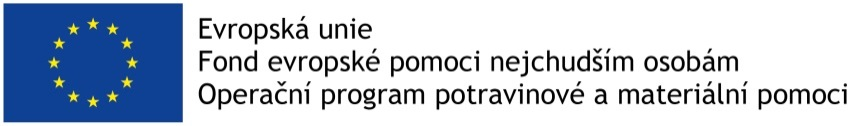 Evropská unie
Fond evropské pomoci nejchudším osobám
Operační program potravinové a materiální pomoci